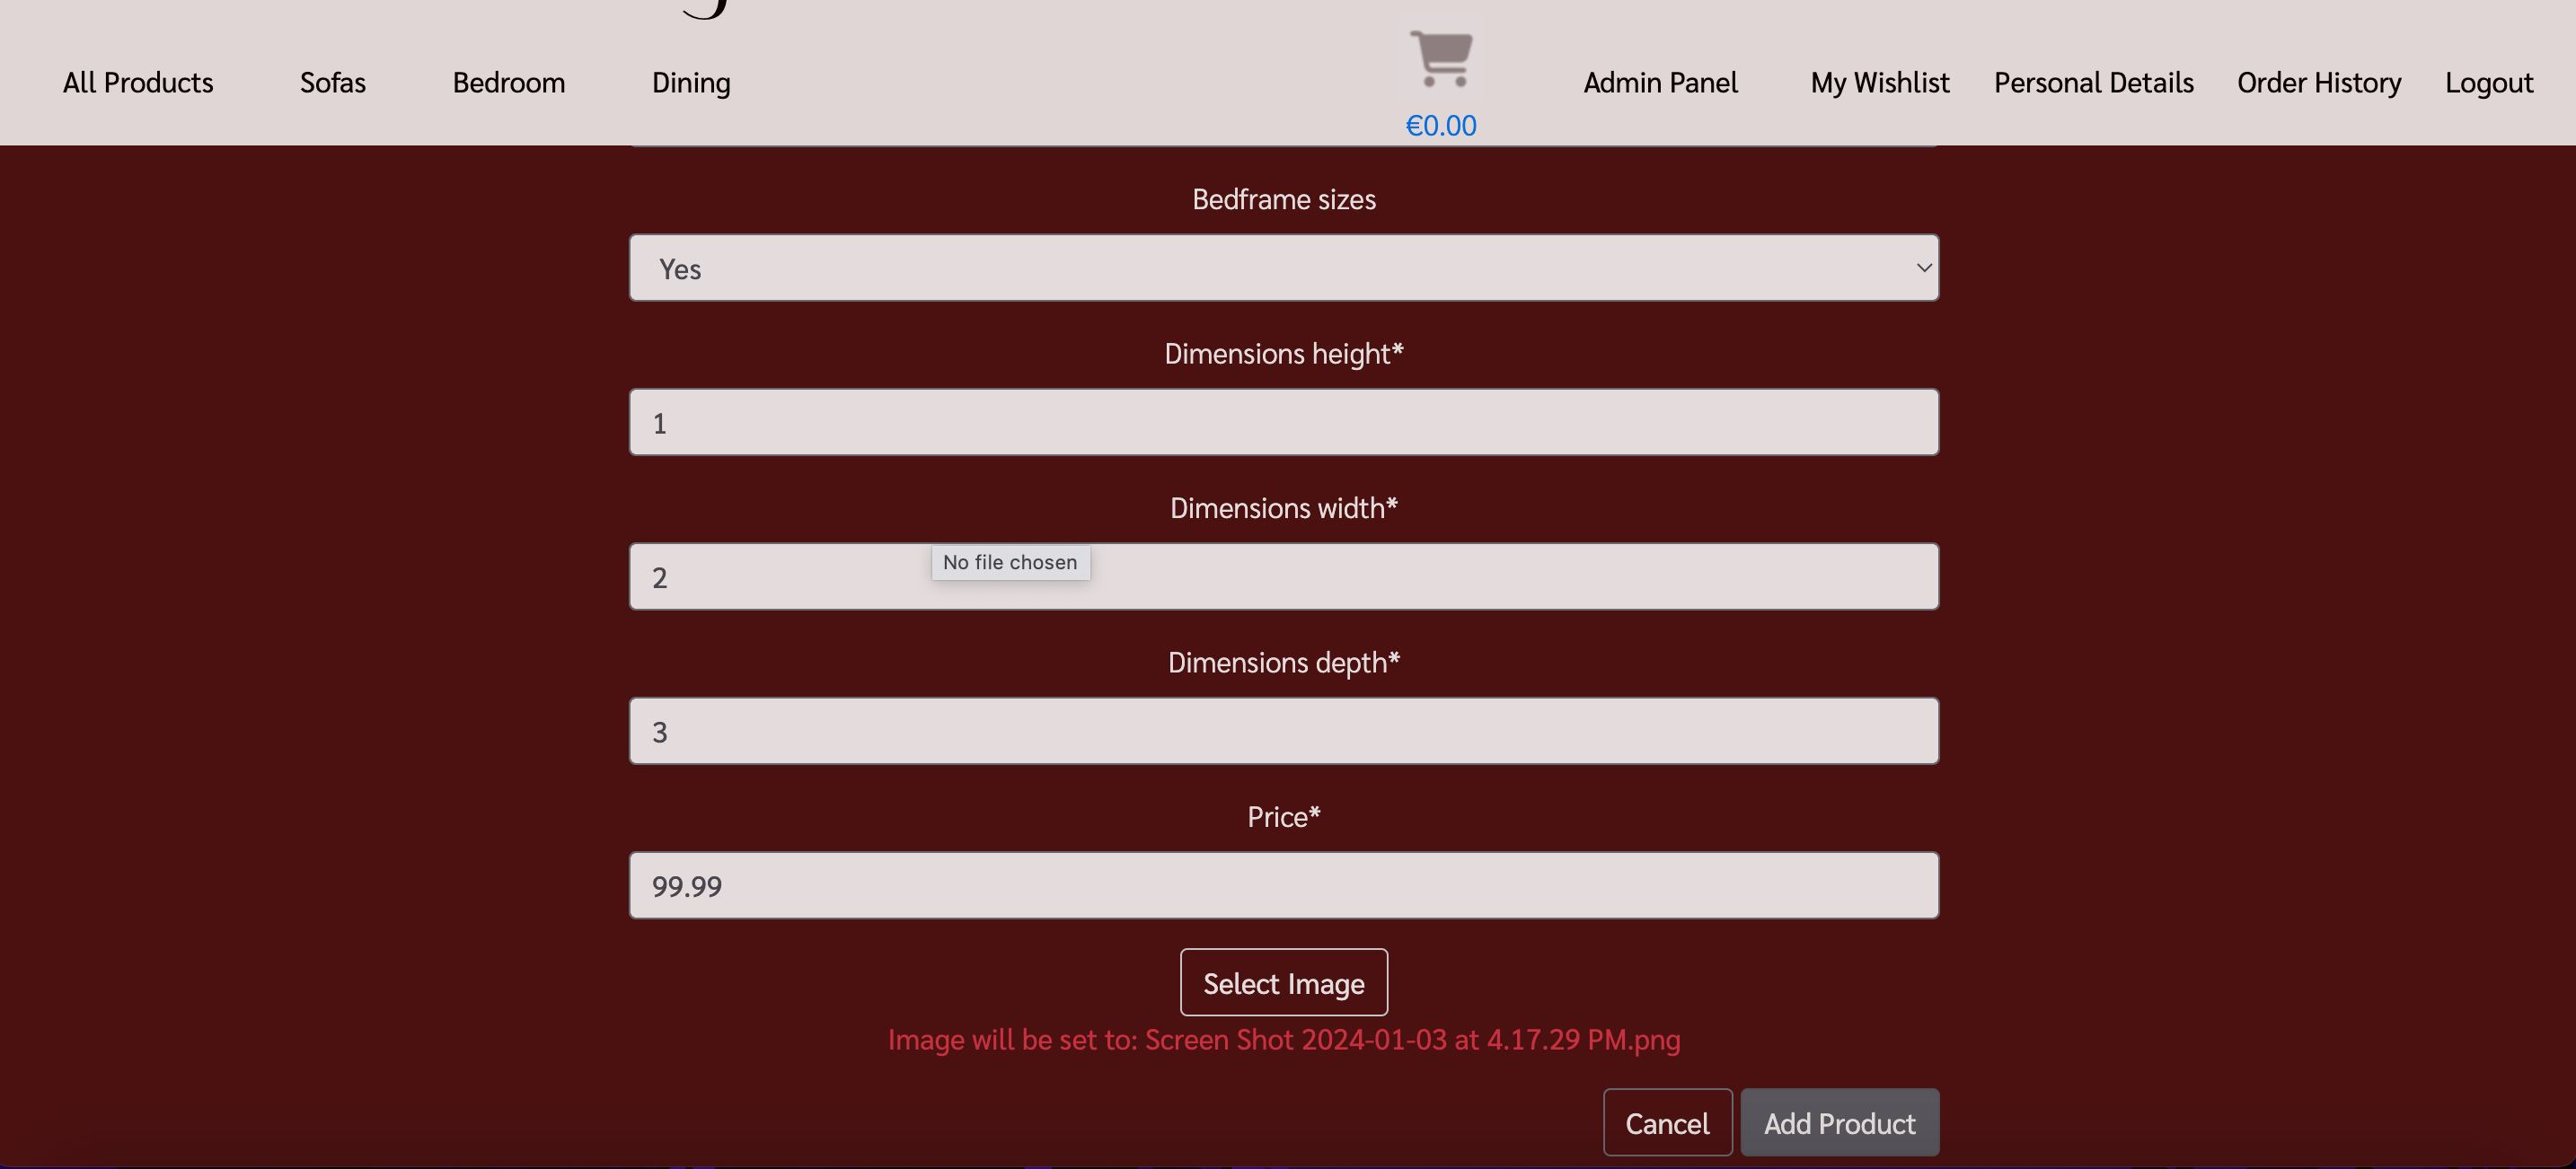 All Products Sofas Bedroom Dining Admin Panel My Wishlist Personal Details Order History Logout
€0.00
Bedframe sizes
Yes
Dimensions height*
1
Dimensions width*
No file chosen
2
Dimensions depth*
3
Price*
99.99
Select Image
Image will be set to: Screen Shot 2024-01-03 at 4.17.29 PM.png
Cancel Add Product